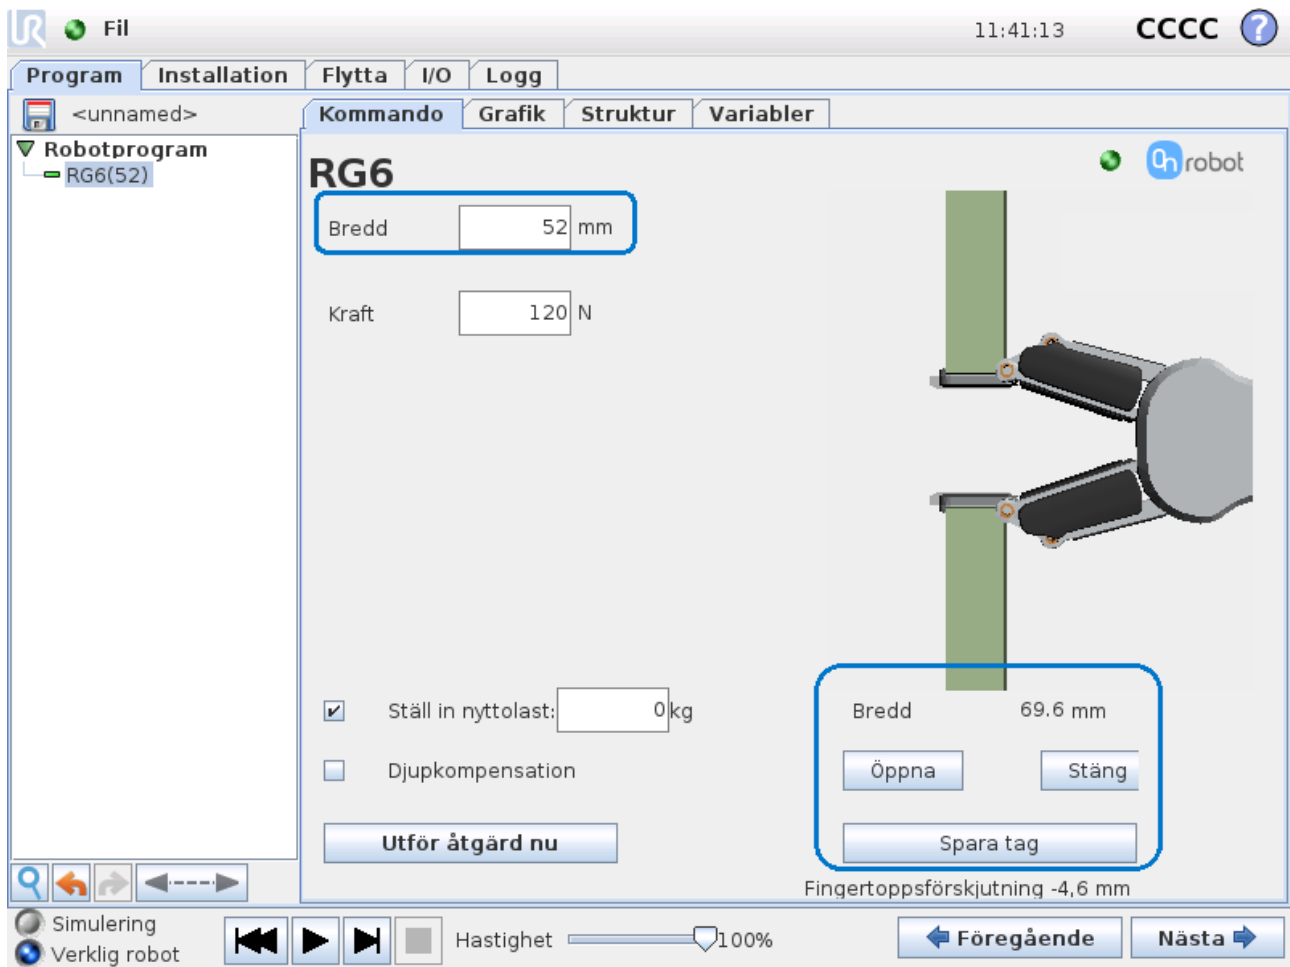 UR Fil 11:41:13 CCCC ?
Program Installation Flytta I/O Logg
<unnamed> Kommando Grafik Struktur Variabler
Robotprogram
RG6(52)
RG6
On robot
Bredd 52 mm
Kraft 120 N
Ställ in nyttolast: 0 kg
Bredd 69.6 mm
Djupkompensation
Öppna Stäng
Utför åtgärd nu
Spara tag
Fingertoppsförskjutning -4,6 mm
Simulering
Verklig robot
Hastighet 100%
Föregående Nästa